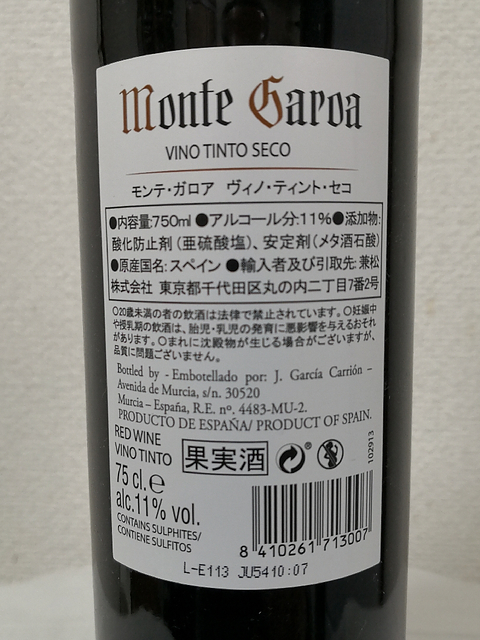 Monte Garoa
VINO TINTO SECO
モンテ・ガロア ヴィノ・ティント・セコ
●内容量:750ml ●アルコール分:11% ●添加物:
酸化防止剤(亜硫酸塩)、安定剤(メタ酒石酸)
●原産国名:スペイン ●輸入者及び引取先:兼松
株式会社 東京都千代田区丸の内二丁目7番2号
○20歳未満の者の飲酒は法律で禁止されています。○妊娠中
や授乳期の飲酒は、胎児・乳児の発育に悪影響を与えるおそれ
があります。○まれに沈殿物が生じる場合がございますが、
品質に問題ございません。
Bottled by - Embotellado por: J. García Carrión –
Avenida de Murcia, s/n. 30520
Murcia – España, R.E. nº. 4483-MU-2.
PRODUCTO DE ESPAÑA/ PRODUCT OF SPAIN.
RED WINE
VINO TINTO
果実酒
®
102913
75 cl.e
alc.11% vol.
CONTAINS SULPHITES/
CONTIENE SULFITOS
8 410261 713007
L-E113 JU5410:07